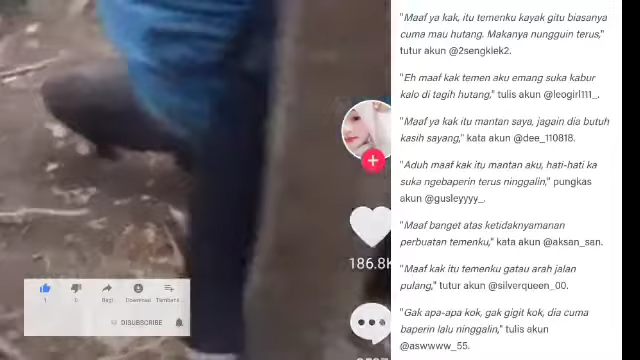 "Maaf ya kak, itu temenku kayak gitu biasanya
cuma mau hutang. Makanya nungguin terus,"
tutur akun @2sengkiek2.
"Eh maaf kak temen aku emang suka kabur
kalo di tagih hutang," tulis akun @leogirl111_.
"Maaf ya kak itu mantan saya, jagain dia butuh
kasih sayang," kata akun @dee_110818.
"Aduh maaf kak itu mantan aku, hati-hati ka
suka ngebaperin terus ninggalin," pungkas
akun @gusleyyyy_.
"Maaf banget atas ketidaknyamanan
perbuatan temenku," kata akun @aksan_san.
"Maaf kak itu temenku gatau arah jalan
pulang," tutur akun @silverqueen_00.
"Gak apa-apa kok, gak gigit kok, dia cuma
baperin lalu ninggalin," tulis akun
@aswwww_55.
186.8K
1 0 Bagi Download Tambahka
DISUBSCRIBE